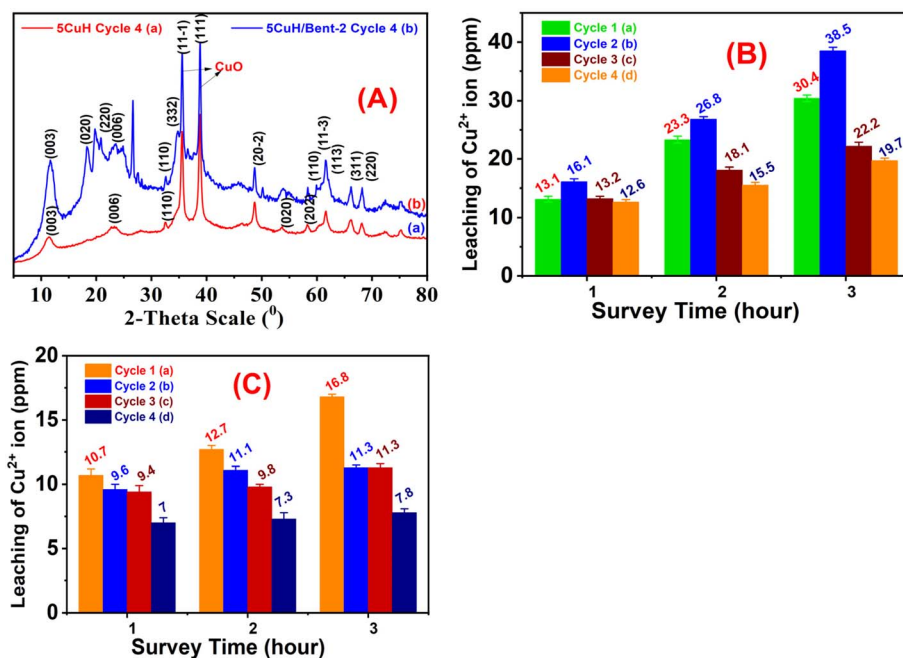 5CuH Cycle 4 (a)
5CuH/Bent-2 Cycle 4 (b)
(A)
CuO
(003)
(020)
(220)
(006)
(110)
(332)
(11-1)
(111)
(20-2)
(110)
(11-3)
(113)
(311)
(220)
(003)
(006)
(110)
(020)
(202)
(b)
(a)
10 20 30 40 50 60 70 80
2-Theta Scale (⁰)
(B)
Cycle 1 (a)
Cycle 2 (b)
Cycle 3 (c)
Cycle 4 (d)
Leaching of Cu²⁺ ion (ppm)
40
30
20
10
0
13.1 16.1 13.2 12.6
23.3 26.8 18.1 15.5
30.4 38.5 22.2 19.7
1 2 3
Survey Time (hour)
(C)
Cycle 1 (a)
Cycle 2 (b)
Cycle 3 (c)
Cycle 4 (d)
Leaching of Cu²⁺ ion (ppm)
20
15
10
5
0
10.7 9.6 9.4 7
12.7 11.1 9.8 7.3
16.8 11.3 11.3 7.8
1 2 3
Survey Time (hour)